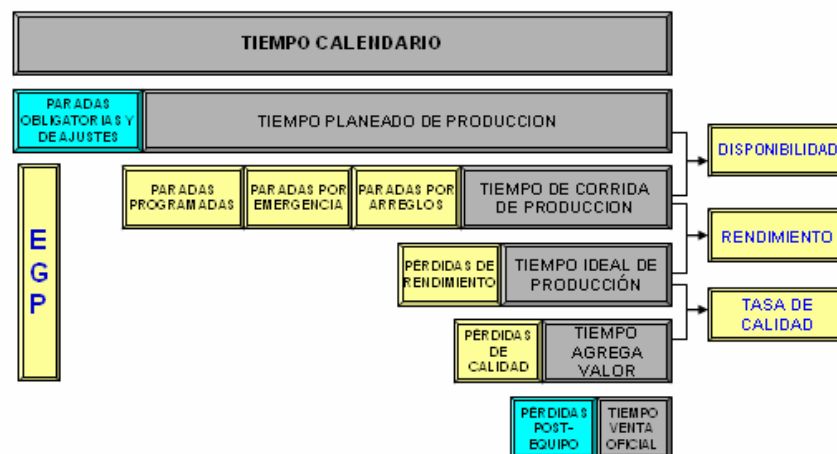 TIEMPO CALENDARIO
PARADAS
OBLIGATORIAS Y
DE AJUSTES
TIEMPO PLANEADO DE PRODUCCION
DISPONIBILIDAD
E
G
P
PARADAS
PROGRAMADAS
PARADAS POR
EMERGENCIA
PARADAS POR
ARREGLOS
TIEMPO DE CORRIDA
DE PRODUCCION
RENDIMIENTO
PÉRDIDAS DE
RENDIMIENTO
TIEMPO IDEAL DE
PRODUCCIÓN
TASA DE
CALIDAD
PÉRDIDAS
DE
CALIDAD
TIEMPO
AGREGA
VALOR
PÉRDIDAS
POST-
EQUIPO
TIEMPO
VENTA
OFICIAL